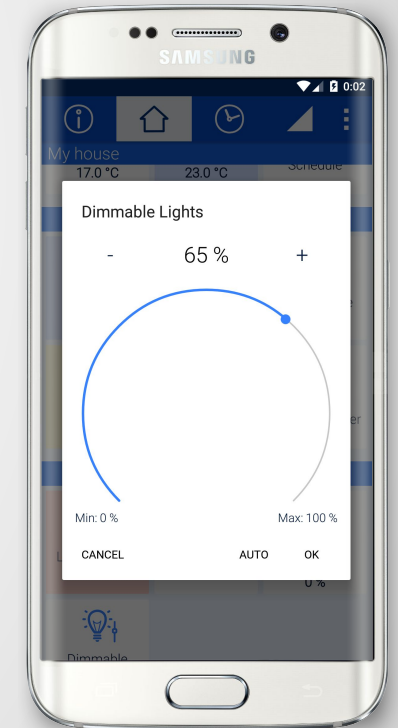 SAMSUNG
0:02
My house
17.0 °C
23.0 °C
Schedule
Dimmable Lights
- 65 % +
Min: 0 %
Max: 100 %
CANCEL
AUTO
OK
0 %
Dimmable